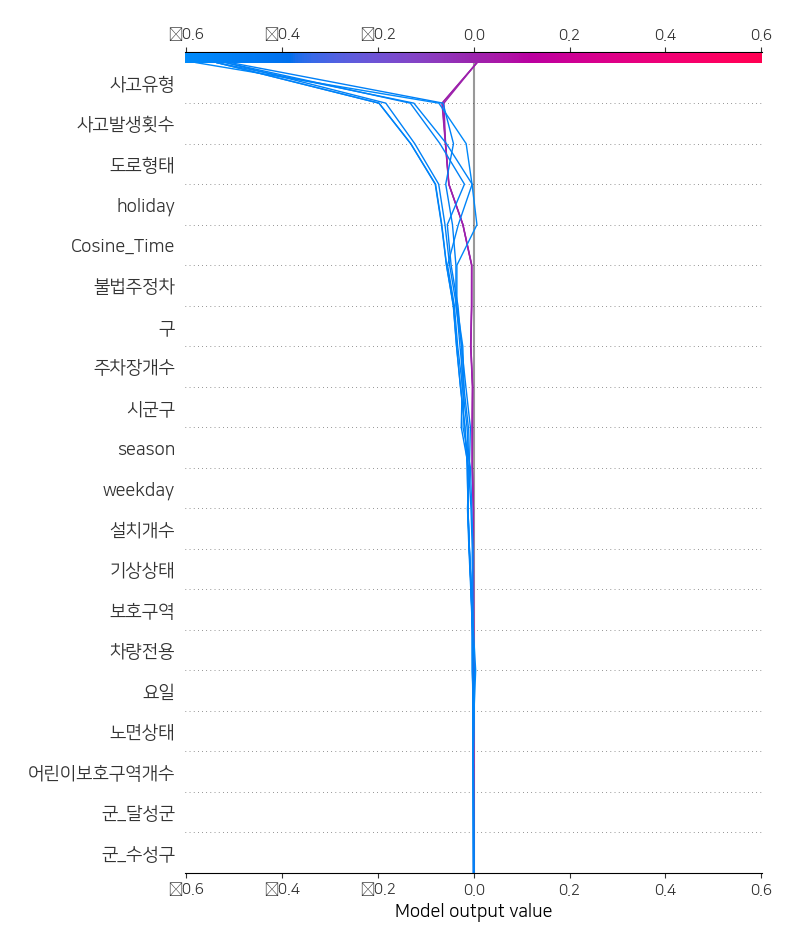 ☒0.6 ☒0.4 ☒0.2 0.0 0.2 0.4 0.6
사고유형
사고발생횟수
도로형태
holiday
Cosine_Time
불법주정차
구
주차장개수
시군구
season
weekday
설치개수
기상상태
보호구역
차량전용
요일
노면상태
어린이보호구역개수
군_달성군
군_수성구
☒0.6 ☒0.4 ☒0.2 0.0 0.2 0.4 0.6
Model output value